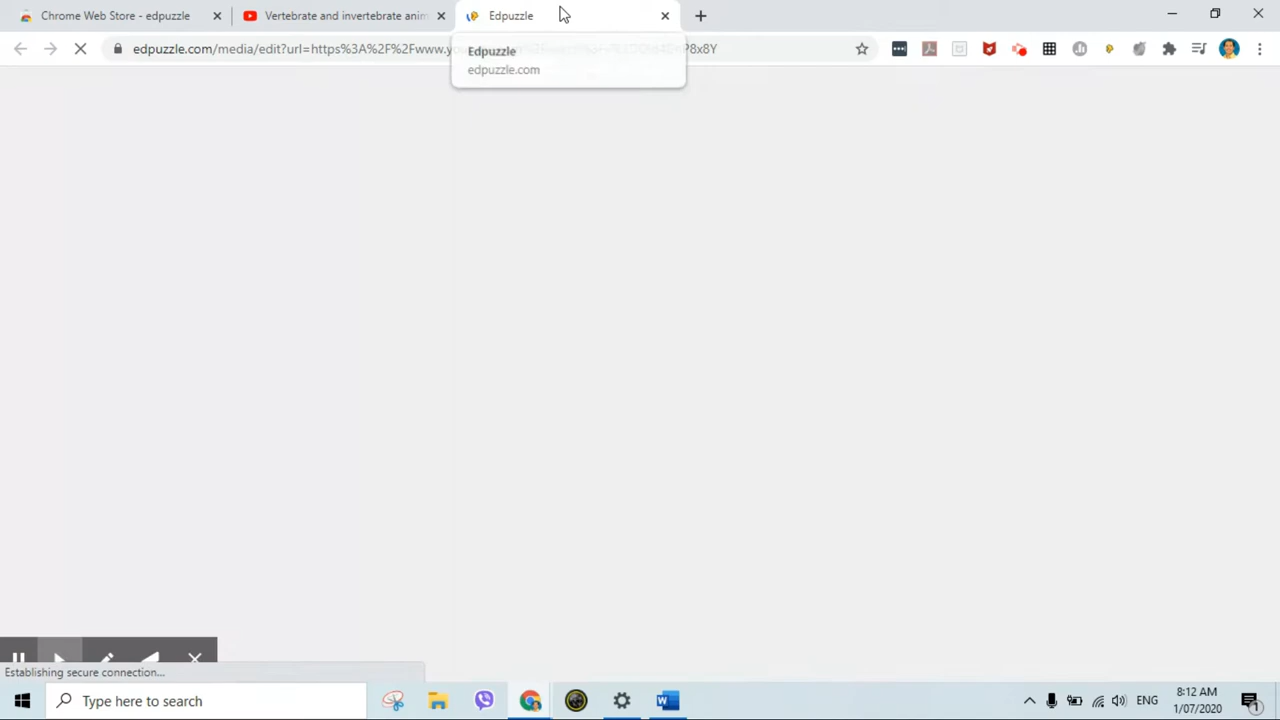 Chrome Web Store - edpuzzle
Vertebrate and invertebrate anim
Edpuzzle
edpuzzle.com/media/edit?url=https%3A%2F%2Fwww.yo
P8x8Y
Edpuzzle
edpuzzle.com
Establishing secure connection...
Type here to search
ENG
8:12 AM
1/07/2020